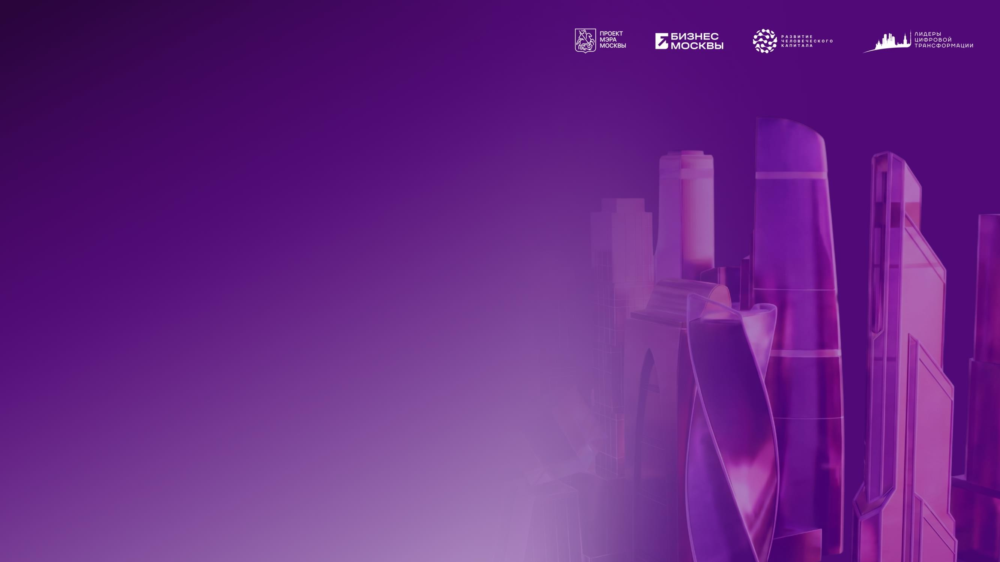 ПРОЕКТ
МЭРА
МОСКВЫ
БИЗНЕС
МОСКВЫ
РАЗВИТИЕ
ЧЕЛОВЕЧЕСКОГО
КАПИТАЛА
ЛИДЕРЫ
ЦИФРОВОЙ
ТРАНСФОРМАЦИИ